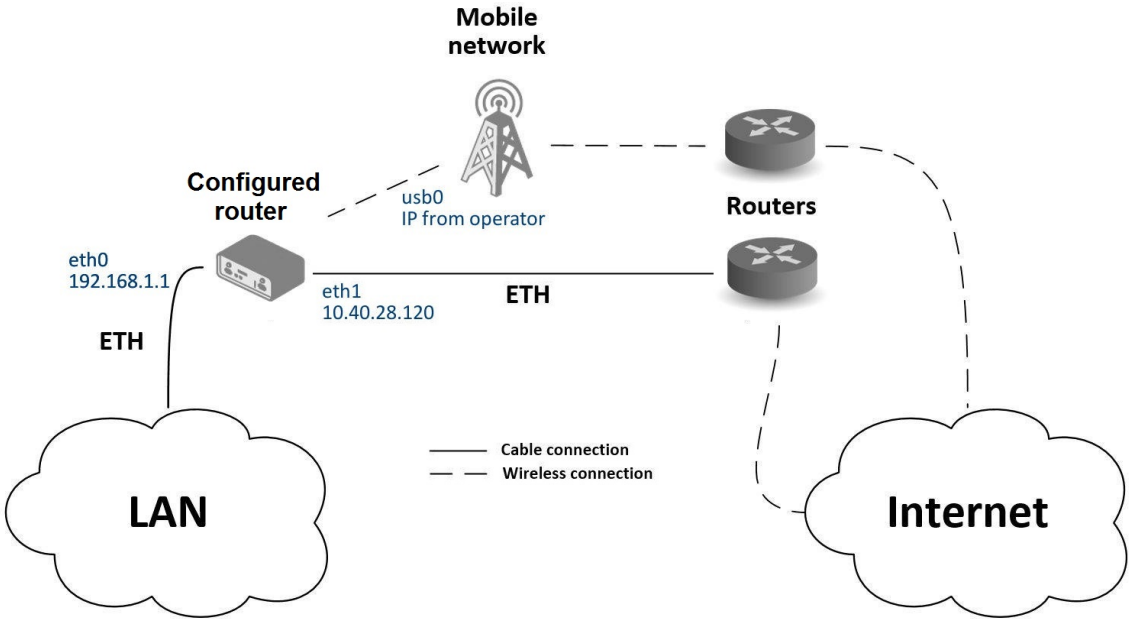 Mobile
network
Configured
router
usb0
IP from operator
Routers
eth0
192.168.1.1
eth1
10.40.28.120
ETH
ETH
Cable connection
Wireless connection
LAN
Internet